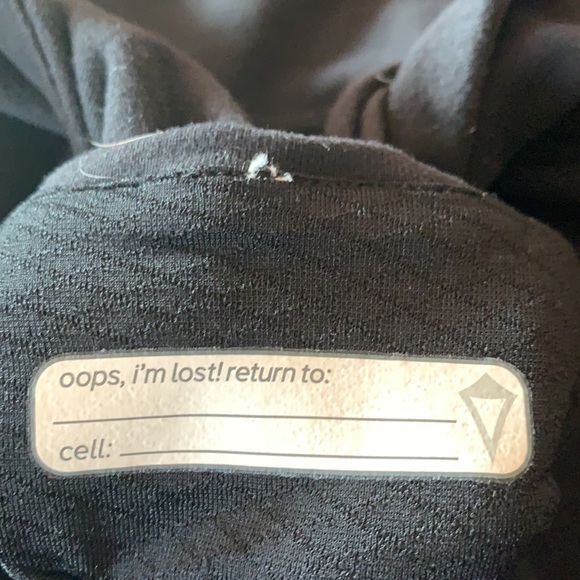 oops, i'm lost! return to:
cell: